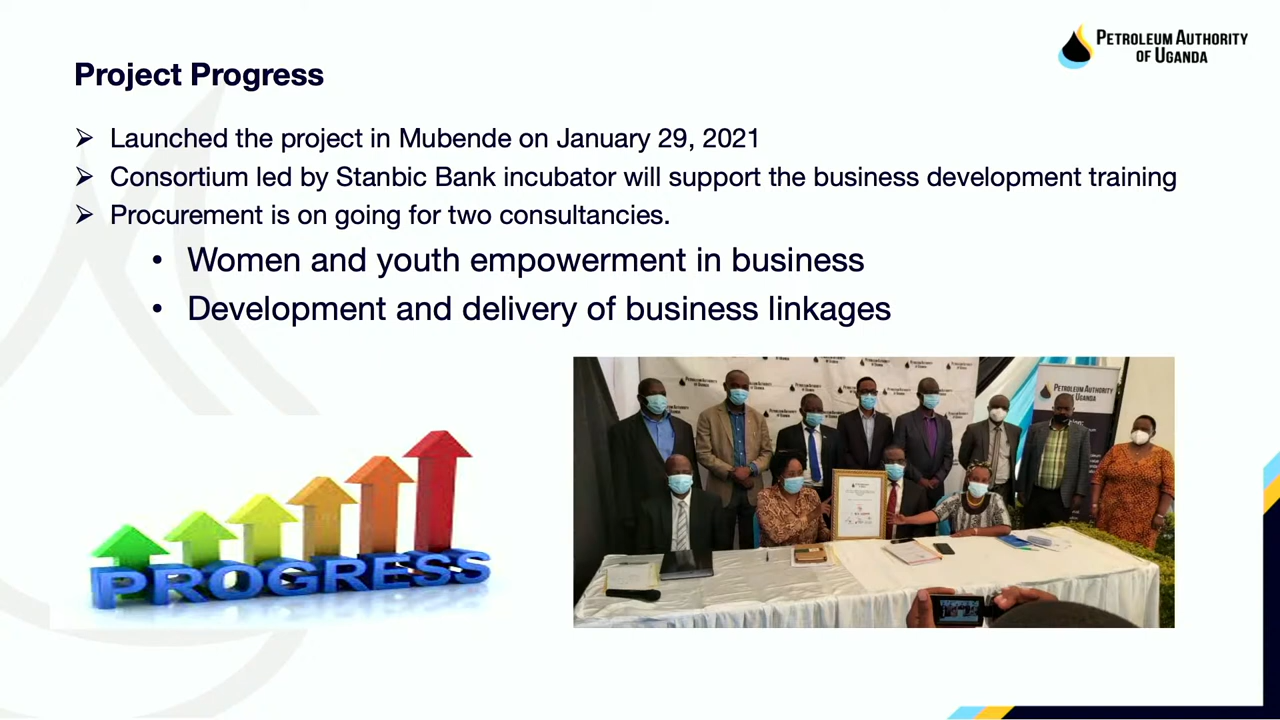 PETROLEUM AUTHORITY
OF UGANDA
Project Progress
Launched the project in Mubende on January 29, 2021
Consortium led by Stanbic Bank incubator will support the business development training
Procurement is on going for two consultancies.
Women and youth empowerment in business
Development and delivery of business linkages
PROGRESS
PETROLEUM AUTHORITY
OF UGANDA